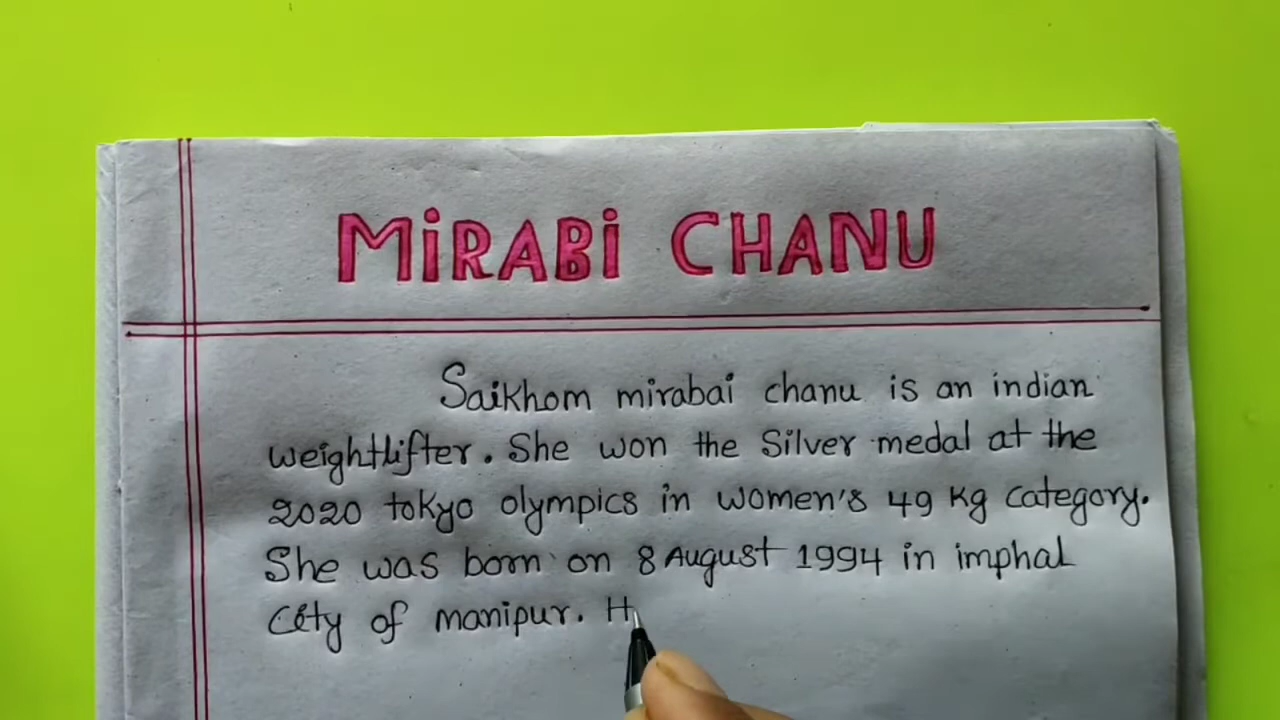 MiRABi CHANU
Saikhom mirabai chanu is an indian
weightlifter. She won the Silver medal at the
2020 tokyo olympics in women's 49 Kg category.
She was born on 8 August 1994 in imphal
City of manipur. H